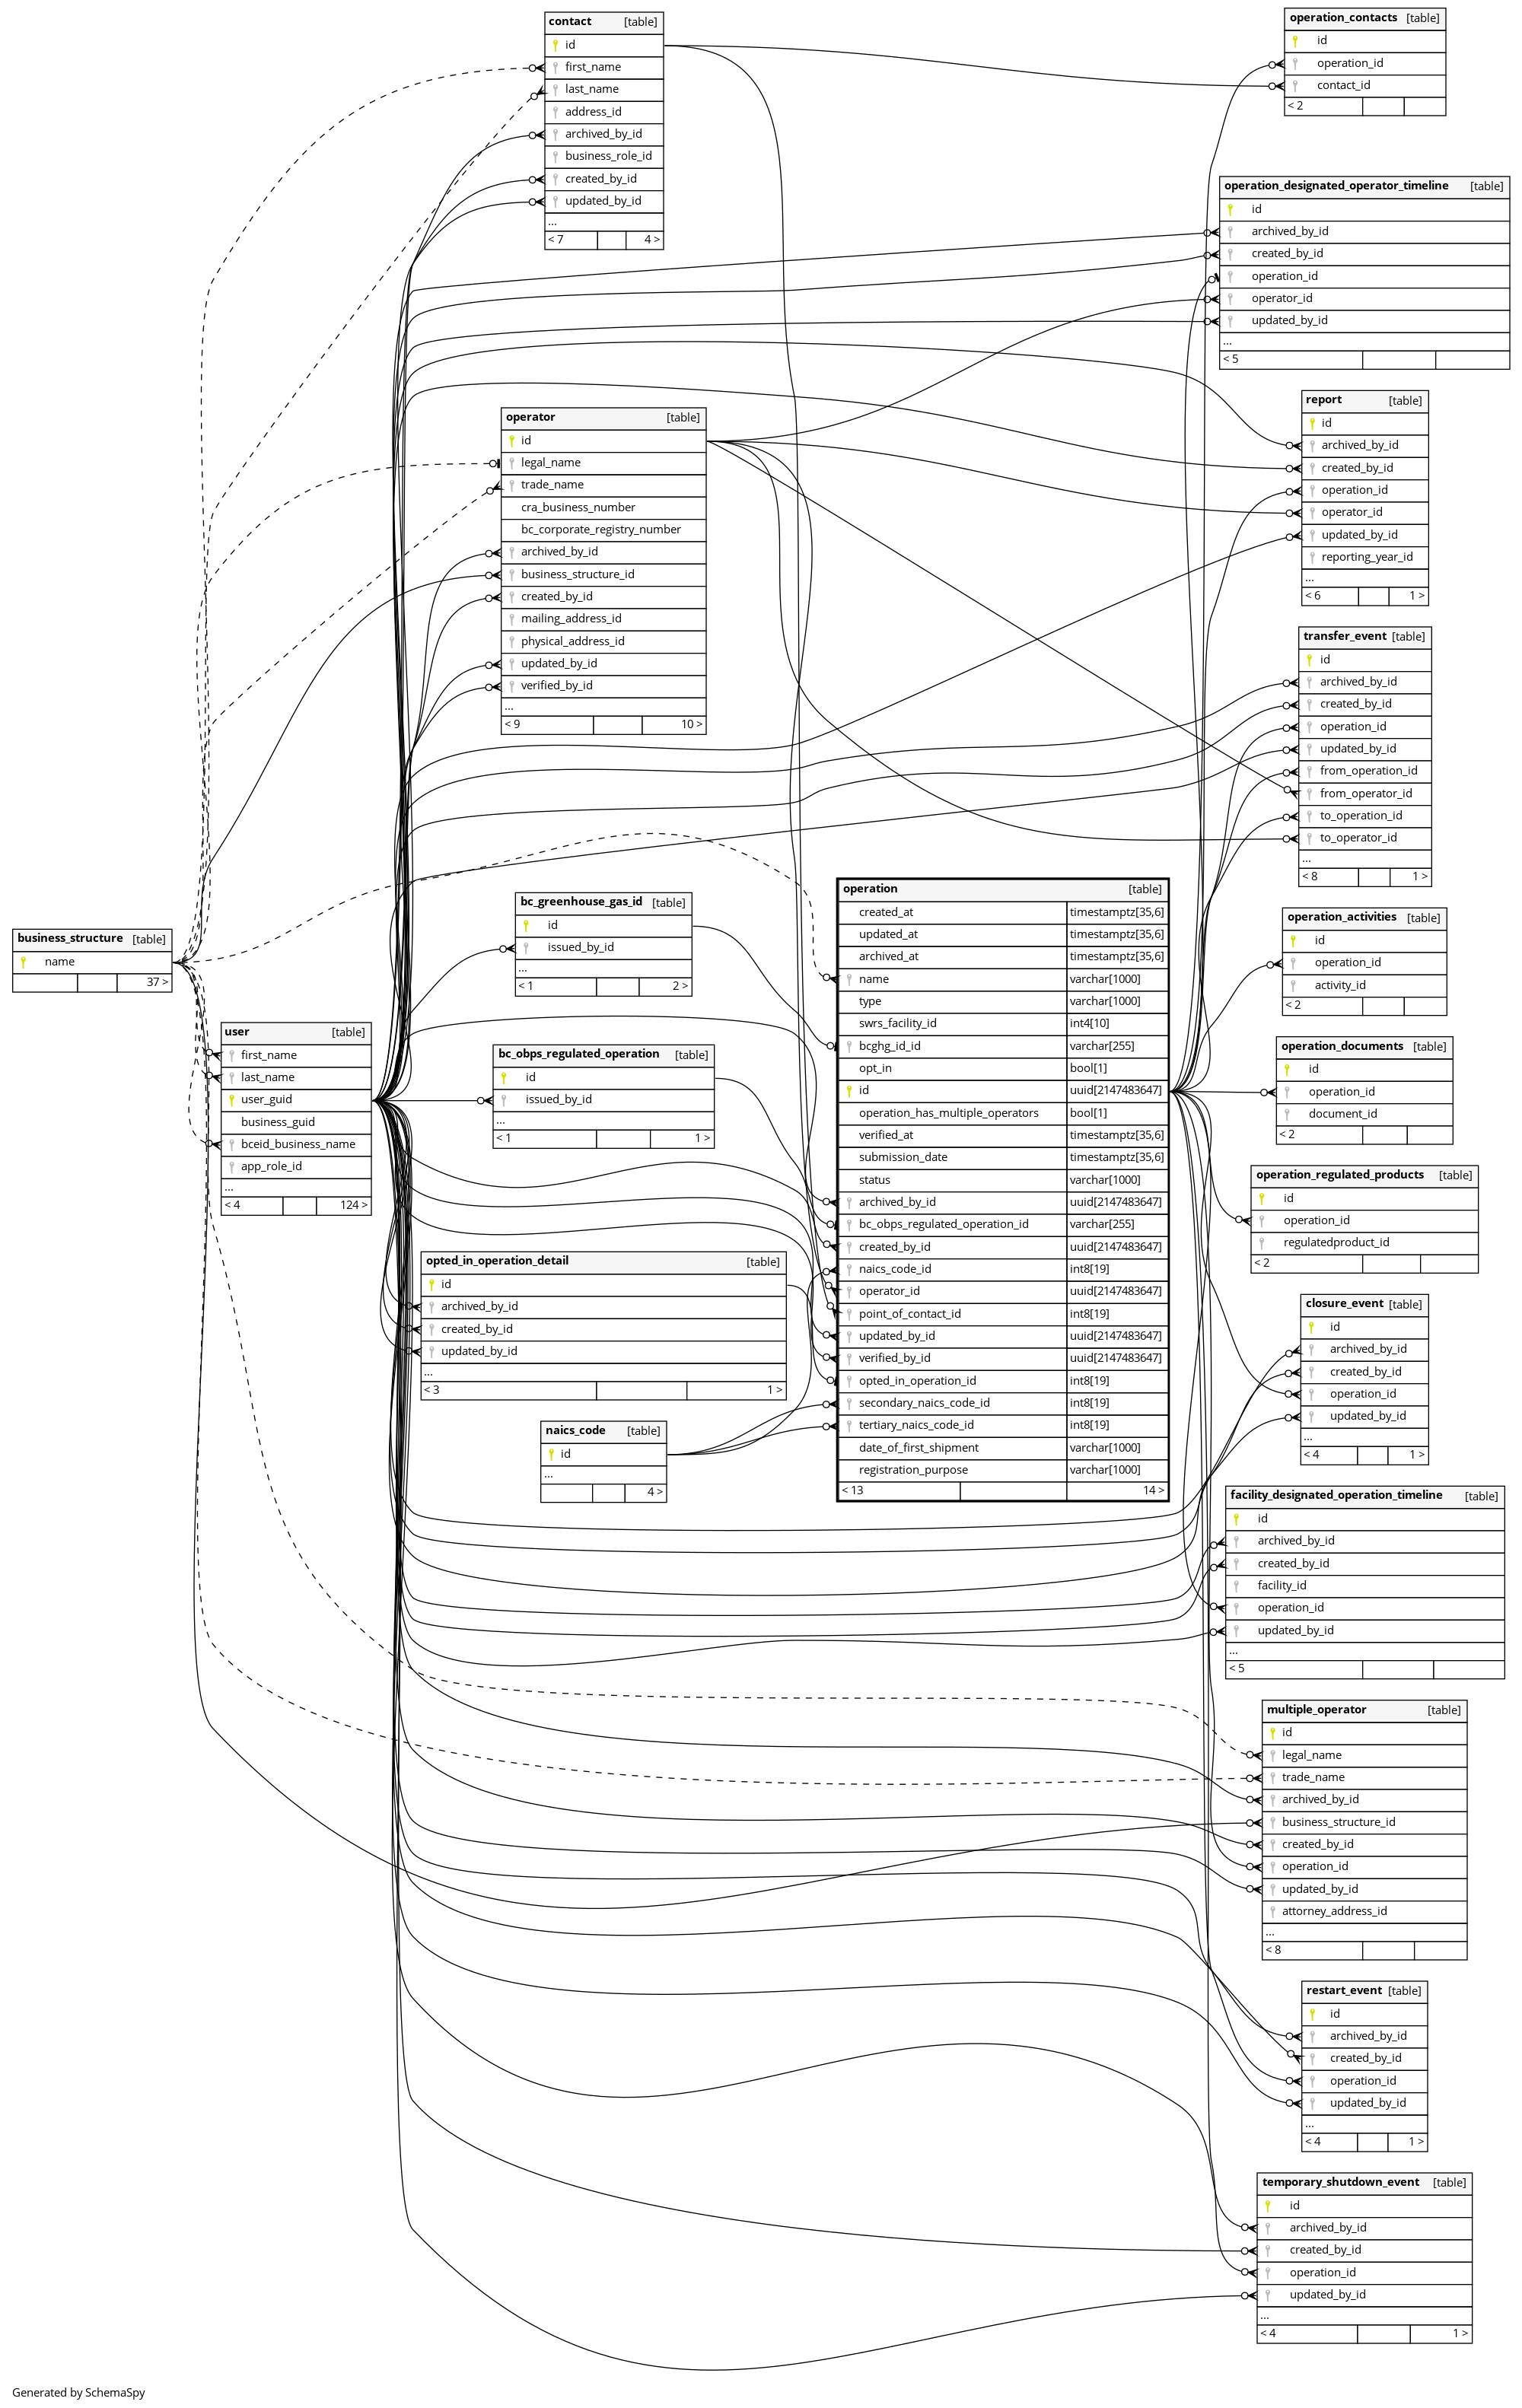 contact [table]
id
first_name
last_name
address_id
archived_by_id
business_role_id
created_by_id
updated_by_id
...
< 7 4 >
operation_contacts [table]
id
operation_id
contact_id
< 2
operation_designated_operator_timeline [table]
id
archived_by_id
created_by_id
operation_id
operator_id
updated_by_id
...
< 5
report [table]
id
archived_by_id
created_by_id
operation_id
operator_id
updated_by_id
reporting_year_id
...
< 6 1 >
operator [table]
id
legal_name
trade_name
cra_business_number
bc_corporate_registry_number
archived_by_id
business_structure_id
created_by_id
mailing_address_id
physical_address_id
updated_by_id
verified_by_id
...
< 9 10 >
transfer_event [table]
id
archived_by_id
created_by_id
operation_id
updated_by_id
from_operation_id
from_operator_id
to_operation_id
to_operator_id
...
< 8 1 >
business_structure [table]
name
37 >
user [table]
first_name
last_name
user_guid
business_guid
bceid_business_name
app_role_id
...
< 4 124 >
bc_greenhouse_gas_id [table]
id
issued_by_id
...
< 1 2 >
bc_obps_regulated_operation [table]
id
issued_by_id
...
< 1 1 >
opted_in_operation_detail [table]
id
archived_by_id
created_by_id
updated_by_id
...
< 3 1 >
naics_code [table]
id
...
4 >
operation [table]
created_at timestamptz[35,6]
updated_at timestamptz[35,6]
archived_at timestamptz[35,6]
name varchar[1000]
type varchar[1000]
swrs_facility_id int4[10]
bcghg_id_id varchar[255]
opt_in bool[1]
id uuid[2147483647]
operation_has_multiple_operators bool[1]
verified_at timestamptz[35,6]
submission_date timestamptz[35,6]
status varchar[1000]
archived_by_id uuid[2147483647]
bc_obps_regulated_operation_id varchar[255]
created_by_id uuid[2147483647]
naics_code_id int8[19]
operator_id uuid[2147483647]
point_of_contact_id int8[19]
updated_by_id uuid[2147483647]
verified_by_id uuid[2147483647]
opted_in_operation_id int8[19]
secondary_naics_code_id int8[19]
tertiary_naics_code_id int8[19]
date_of_first_shipment varchar[1000]
registration_purpose varchar[1000]
< 13 14 >
operation_activities [table]
id
operation_id
activity_id
< 2
operation_documents [table]
id
operation_id
document_id
< 2
operation_regulated_products [table]
id
operation_id
regulatedproduct_id
< 2
closure_event [table]
id
archived_by_id
created_by_id
operation_id
updated_by_id
...
< 4 1 >
facility_designated_operation_timeline [table]
id
archived_by_id
created_by_id
facility_id
operation_id
updated_by_id
...
< 5
multiple_operator [table]
id
legal_name
trade_name
archived_by_id
business_structure_id
created_by_id
operation_id
updated_by_id
attorney_address_id
...
< 8
restart_event [table]
id
archived_by_id
created_by_id
operation_id
updated_by_id
...
< 4 1 >
temporary_shutdown_event [table]
id
archived_by_id
created_by_id
operation_id
updated_by_id
...
< 4 1 >
Generated by SchemaSpy